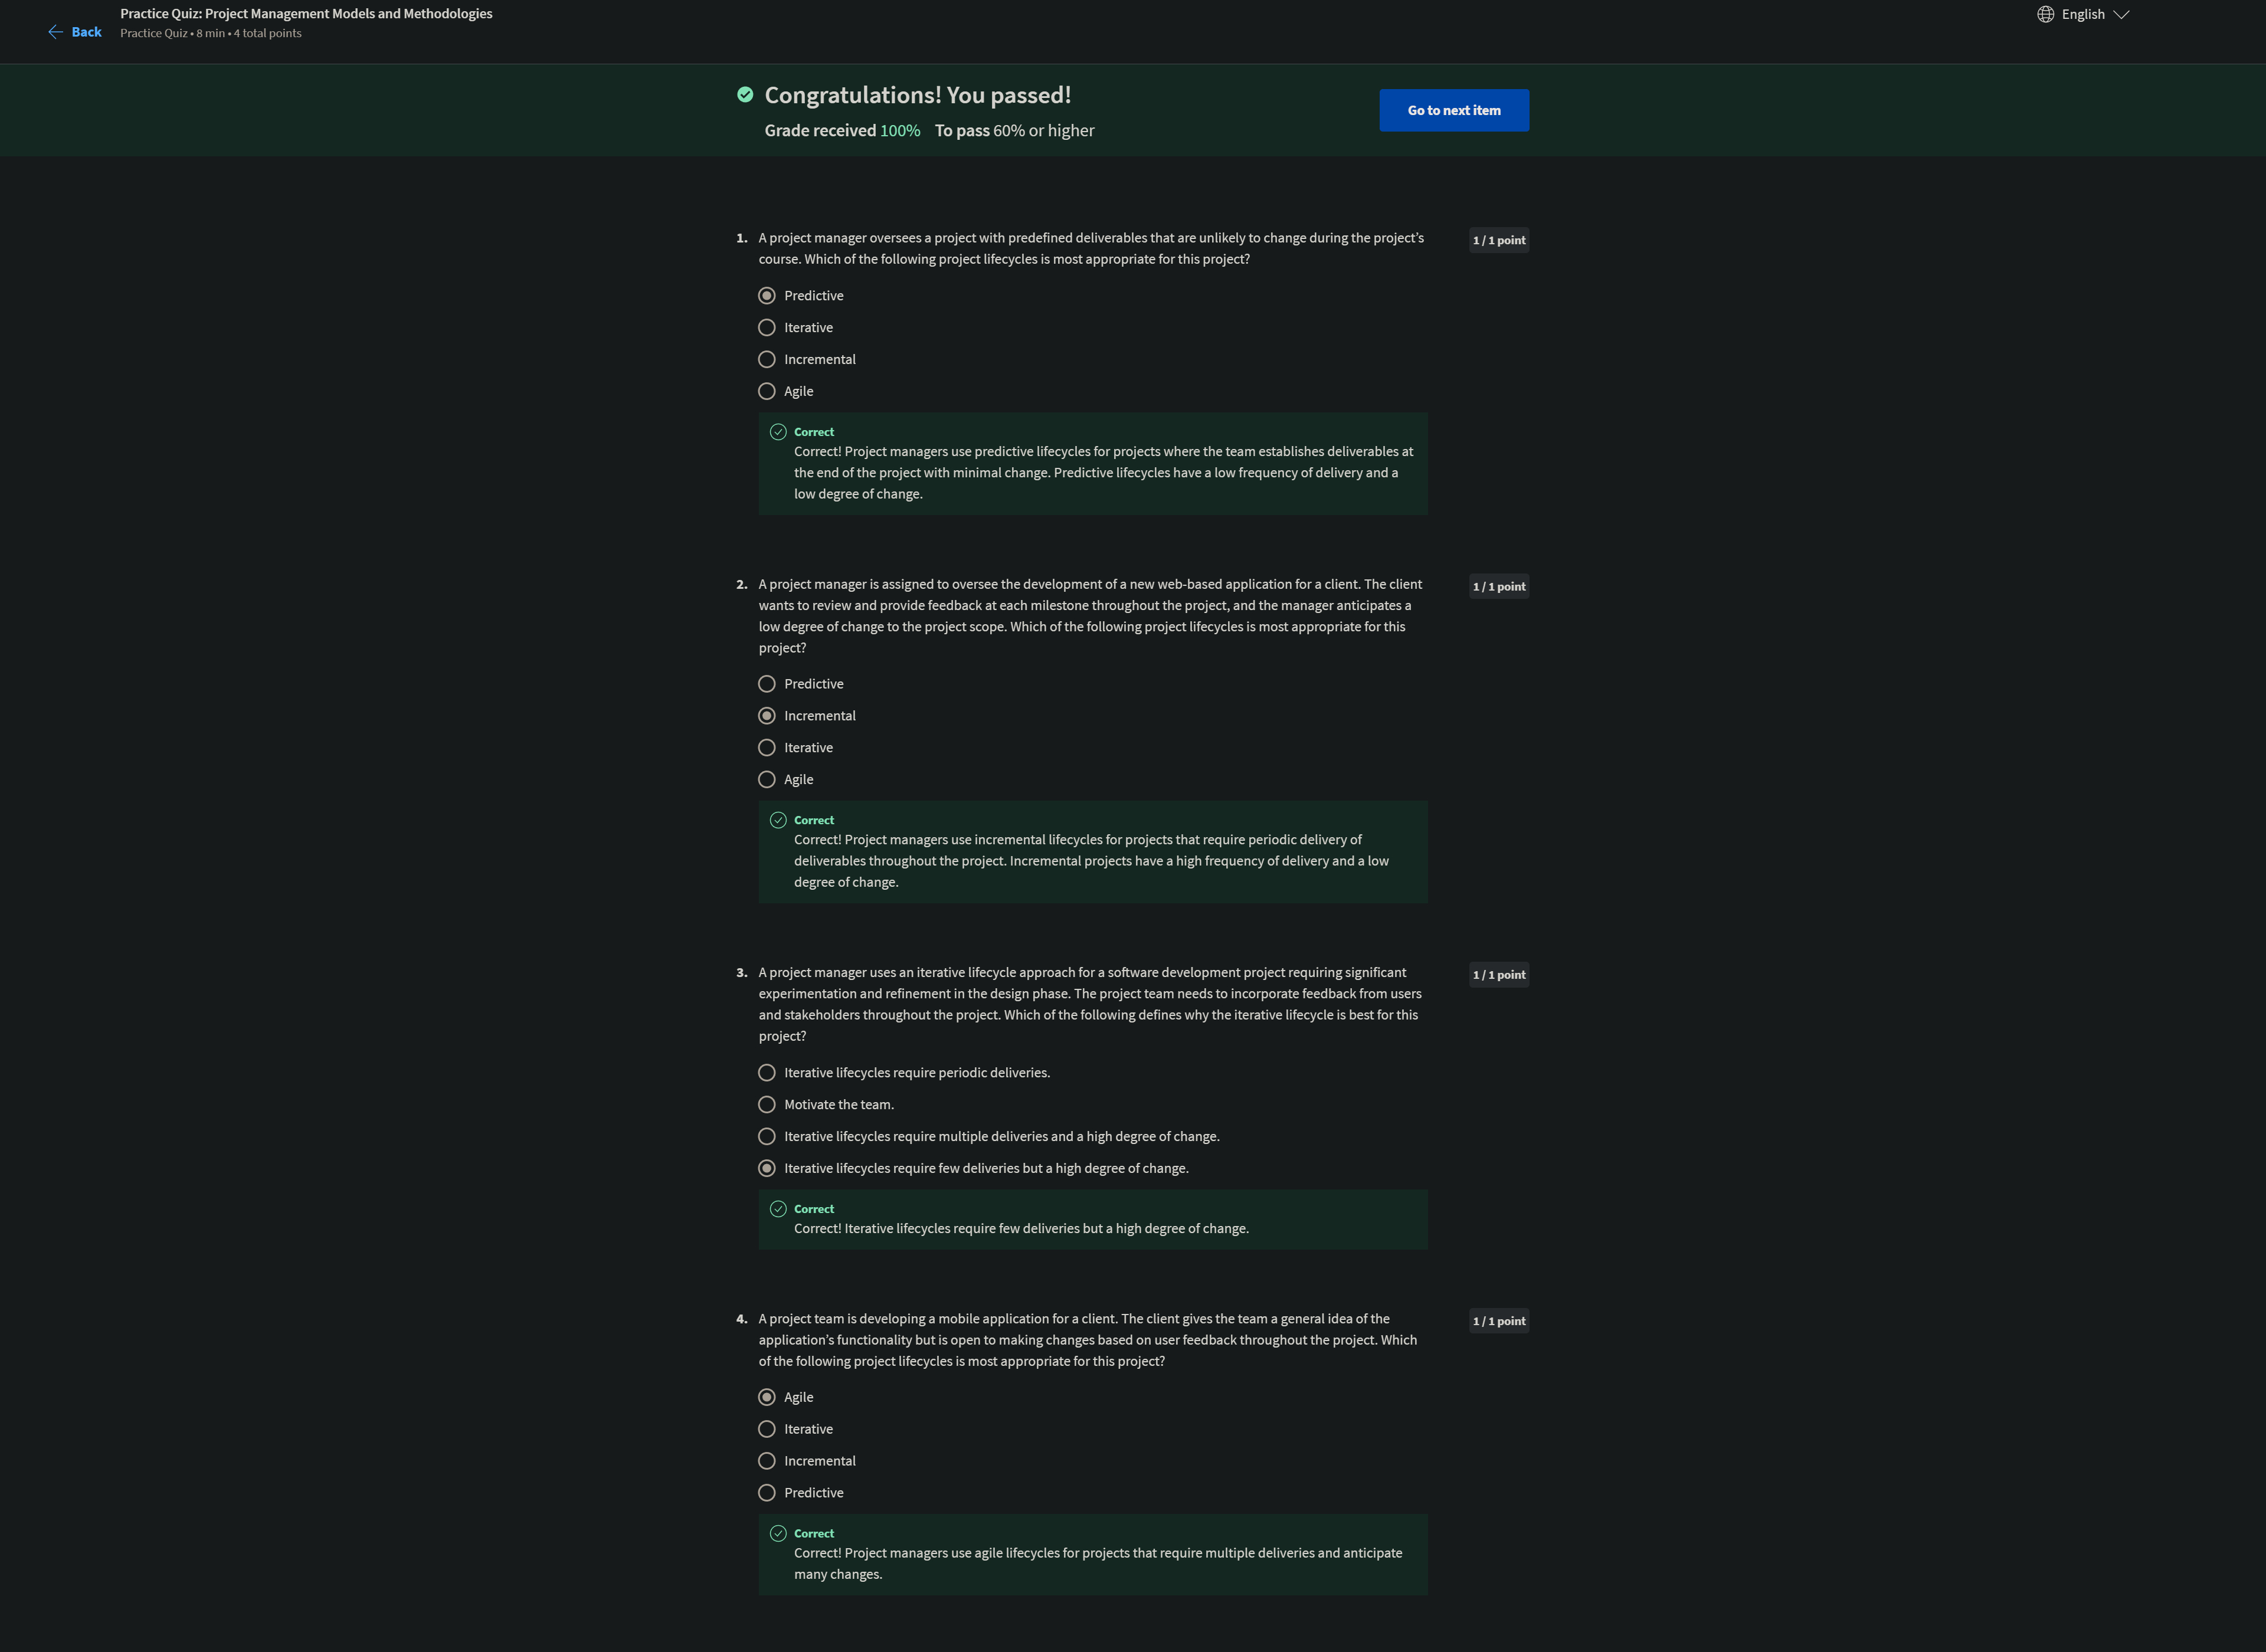 Practice Quiz: Project Management Models and Methodologies
English
Back
Practice Quiz • 8 min • 4 total points
Congratulations! You passed!
Go to next item
Grade received 100% To pass 60% or higher
1. A project manager oversees a project with predefined deliverables that are unlikely to change during the project’s
1 / 1 point
course. Which of the following project lifecycles is most appropriate for this project?
Predictive
Iterative
Incremental
Agile
Correct
Correct! Project managers use predictive lifecycles for projects where the team establishes deliverables at
the end of the project with minimal change. Predictive lifecycles have a low frequency of delivery and a
low degree of change.
2. A project manager is assigned to oversee the development of a new web-based application for a client. The client
1 / 1 point
wants to review and provide feedback at each milestone throughout the project, and the manager anticipates a
low degree of change to the project scope. Which of the following project lifecycles is most appropriate for this
project?
Predictive
Incremental
Iterative
Agile
Correct
Correct! Project managers use incremental lifecycles for projects that require periodic delivery of
deliverables throughout the project. Incremental projects have a high frequency of delivery and a low
degree of change.
3. A project manager uses an iterative lifecycle approach for a software development project requiring significant
1 / 1 point
experimentation and refinement in the design phase. The project team needs to incorporate feedback from users
and stakeholders throughout the project. Which of the following defines why the iterative lifecycle is best for this
project?
Iterative lifecycles require periodic deliveries.
Motivate the team.
Iterative lifecycles require multiple deliveries and a high degree of change.
Iterative lifecycles require few deliveries but a high degree of change.
Correct
Correct! Iterative lifecycles require few deliveries but a high degree of change.
4. A project team is developing a mobile application for a client. The client gives the team a general idea of the
1 / 1 point
application’s functionality but is open to making changes based on user feedback throughout the project. Which
of the following project lifecycles is most appropriate for this project?
Agile
Iterative
Incremental
Predictive
Correct
Correct! Project managers use agile lifecycles for projects that require multiple deliveries and anticipate
many changes.